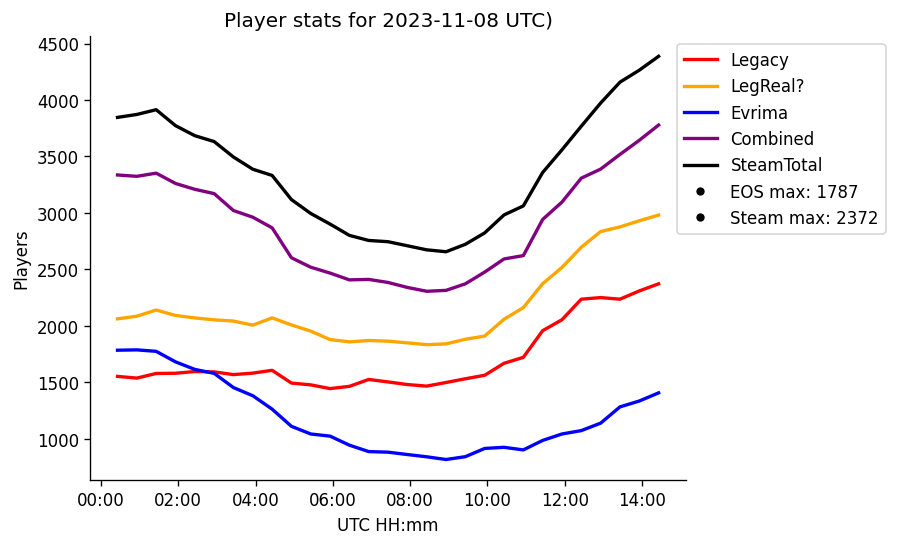 Player stats for 2023-11-08 UTC)
4500
4000
3500
3000
2500
2000
1500
1000
Players
00:00
02:00
04:00
06:00
08:00
10:00
12:00
14:00
UTC HH:mm
Legacy
LegReal?
Evrima
Combined
SteamTotal
EOS max: 1787
Steam max: 2372